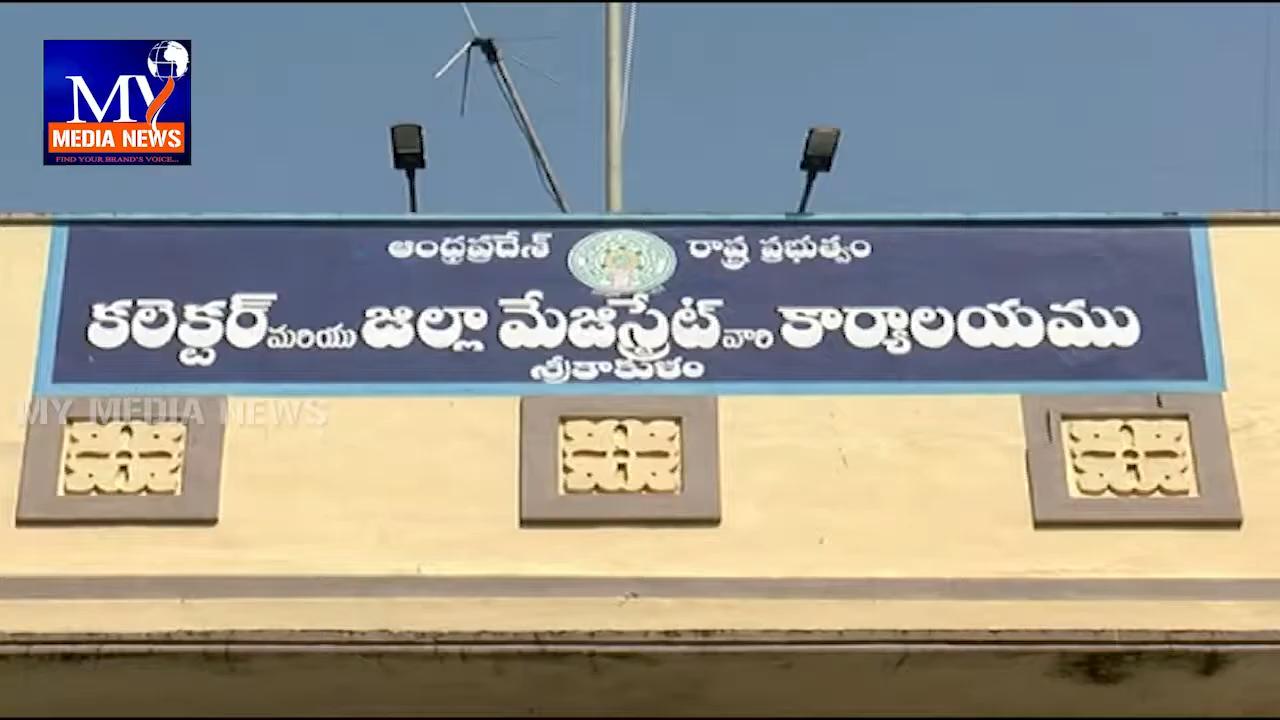 MY
MEDIA NEWS
FIND YOUR BRAND'S VOICE...
ఆంధ్రప్రదేశ్ రాష్ట్ర ప్రభుత్వం
కలెక్టర్ మరియు జిల్లా మేజిస్ట్రేట్ వారి కార్యాలయము
శ్రీకాకుళం
MY MEDIA NEWS